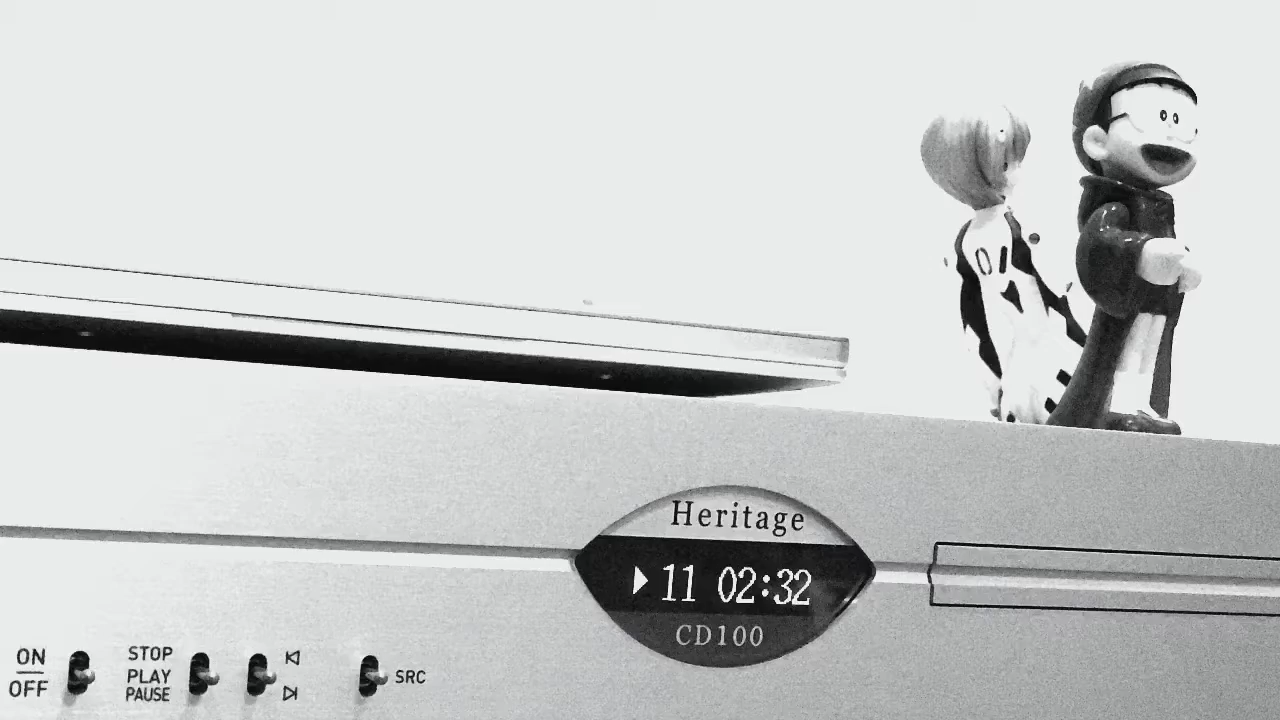 01
Heritage
11 02:32
CD100
ON
OFF
STOP
PLAY
PAUSE
SRC